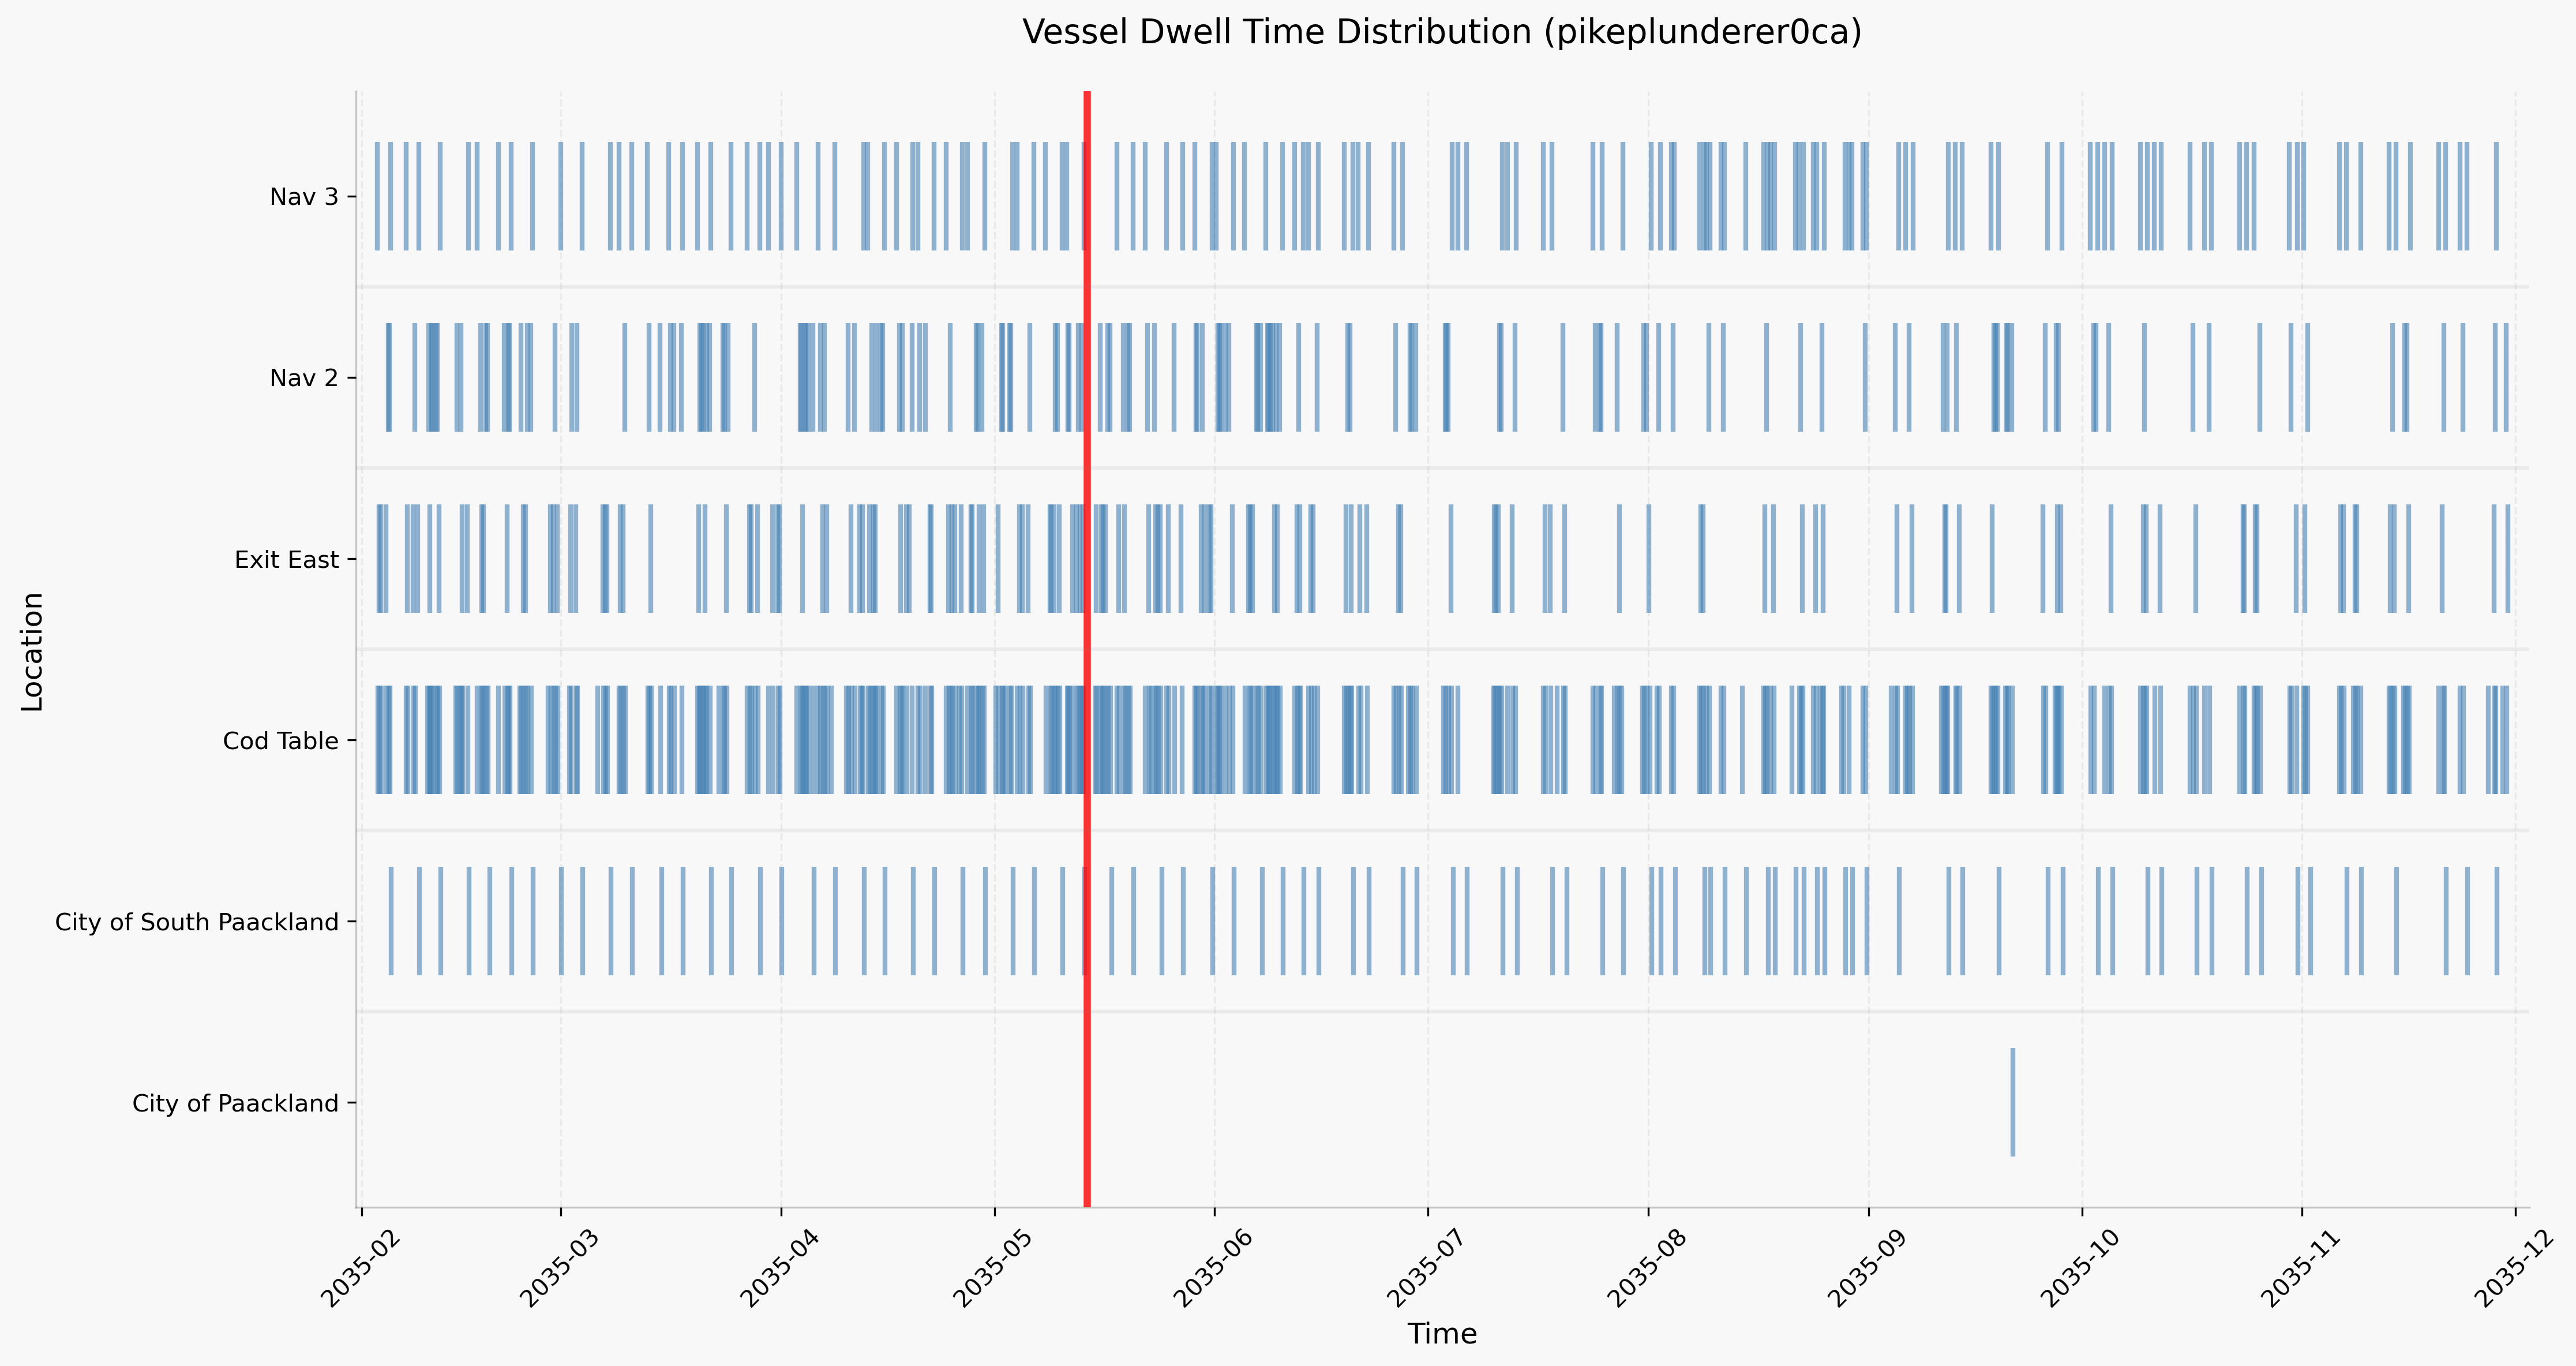 Vessel Dwell Time Distribution (pikeplunderer0ca)
Location
Nav 3
Nav 2
Exit East
Cod Table
City of South Paackland
City of Paackland
2035-02
2035-03
2035-04
2035-05
2035-06
2035-07
2035-08
2035-09
2035-10
2035-11
2035-12
Time